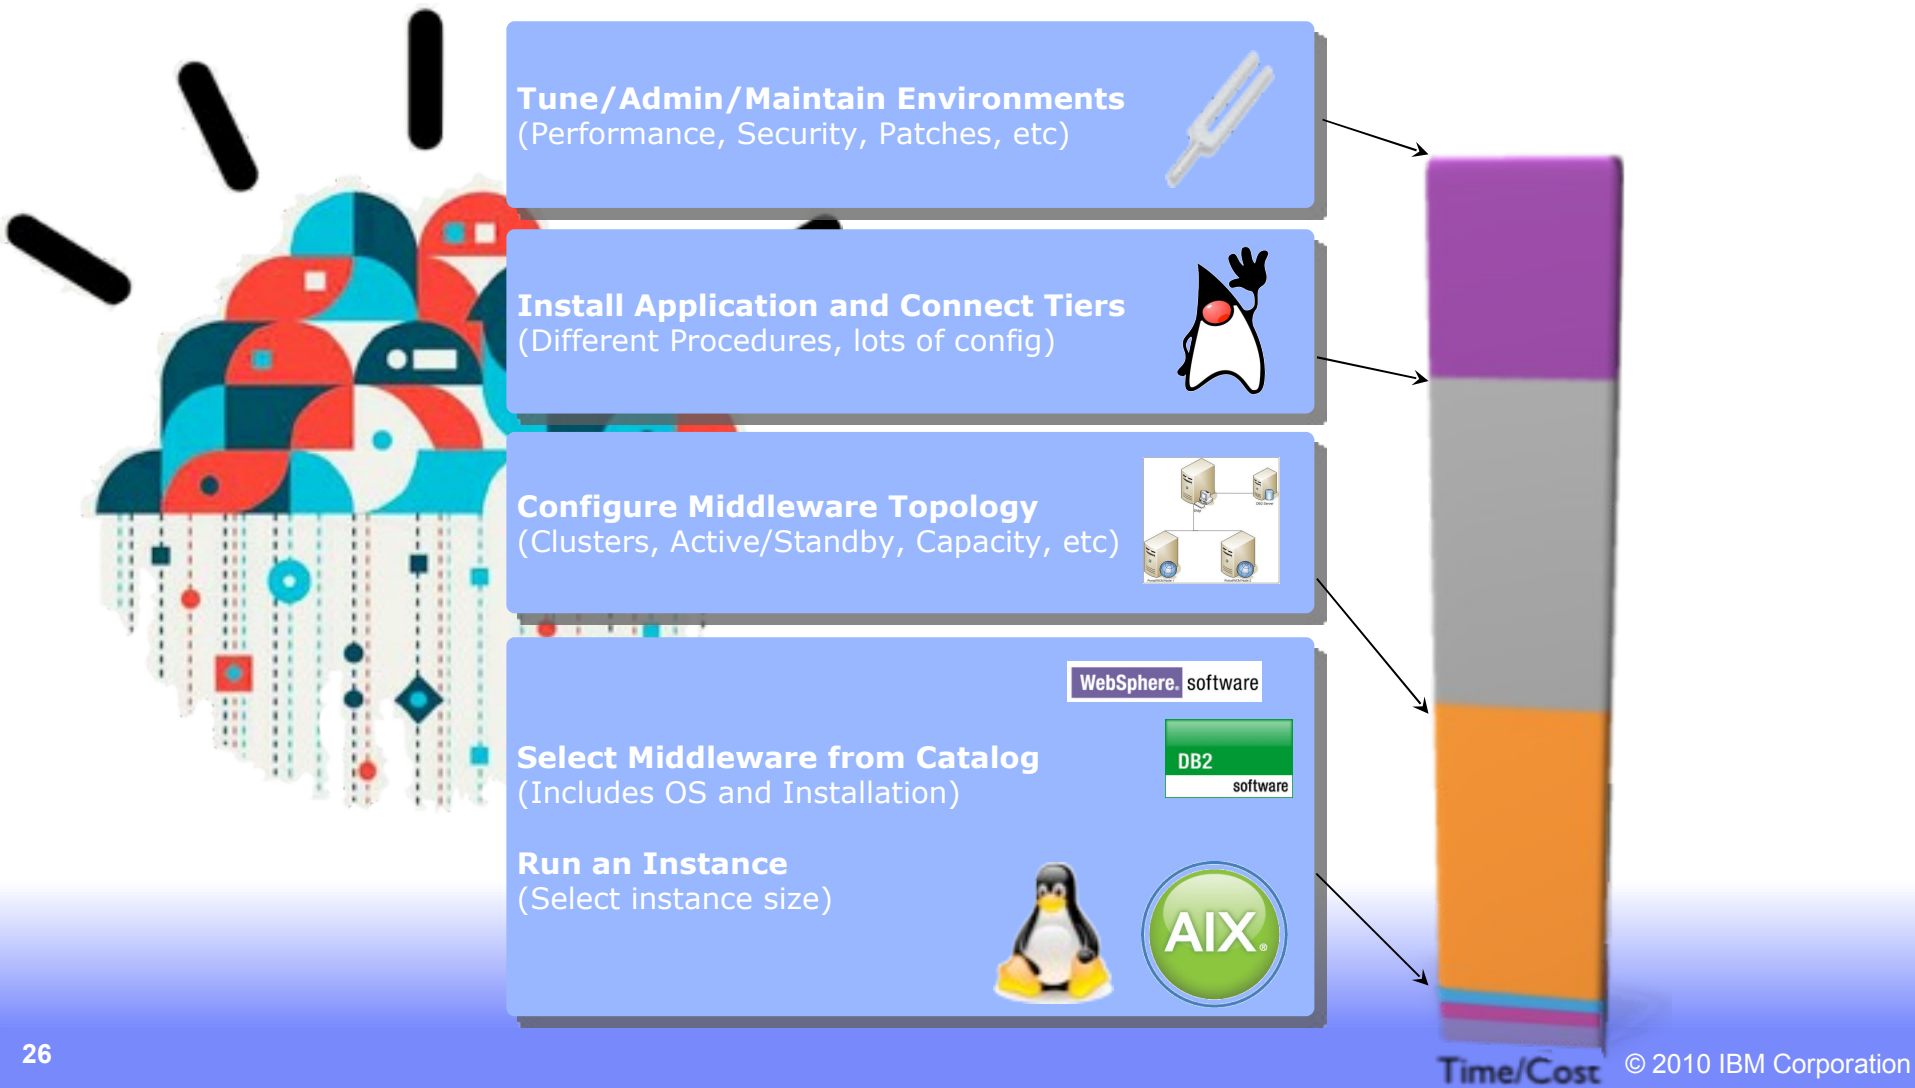 Tune/Admin/Maintain Environments
(Performance, Security, Patches, etc)
Install Application and Connect Tiers
(Different Procedures, lots of config)
Configure Middleware Topology
(Clusters, Active/Standby, Capacity, etc)
WebSphere. software
Select Middleware from Catalog
(Includes OS and Installation)
DB2
software
Run an Instance
(Select instance size)
AIX®
Time/Cost
26
© 2010 IBM Corporation